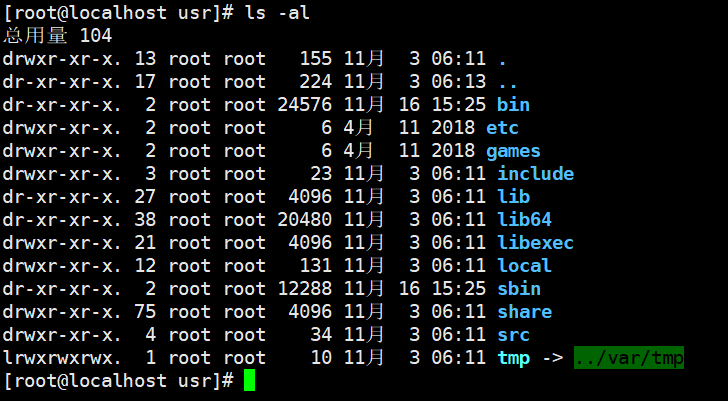 [root@localhost usr]# ls -al
总用量 104
drwxr-xr-x. 13 root root   155 11月  3 06:11 .
dr-xr-xr-x. 17 root root   224 11月  3 06:13 ..
dr-xr-xr-x.  2 root root 24576 11月 16 15:25 bin
drwxr-xr-x.  2 root root     6 4月  11 2018 etc
drwxr-xr-x.  2 root root     6 4月  11 2018 games
drwxr-xr-x.  3 root root    23 11月  3 06:11 include
dr-xr-xr-x. 27 root root  4096 11月  3 06:11 lib
dr-xr-xr-x. 38 root root 20480 11月  3 06:11 lib64
drwxr-xr-x. 21 root root  4096 11月  3 06:11 libexec
drwxr-xr-x. 12 root root   131 11月  3 06:11 local
dr-xr-xr-x.  2 root root 12288 11月 16 15:25 sbin
drwxr-xr-x. 75 root root  4096 11月  3 06:11 share
drwxr-xr-x.  4 root root    34 11月  3 06:11 src
lrwxrwxrwx.  1 root root    10 11月  3 06:11 tmp -> ../var/tmp
[root@localhost usr]#